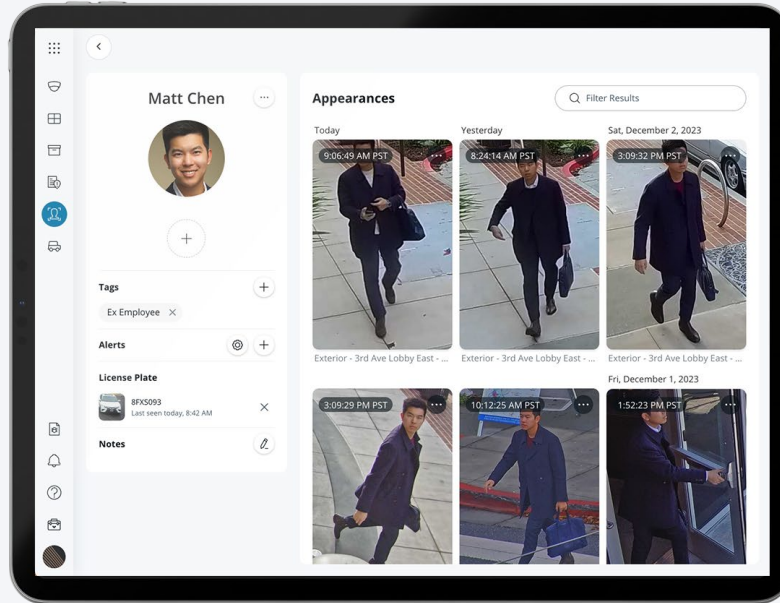 Matt Chen
Tags
Ex Employee
Alerts
License Plate
8FXS093
Last seen today, 8:42 AM
Notes
Appearances
Filter Results
Today
Yesterday
Sat, December 2, 2023
9:06:49 AM PST
8:24:14 AM PST
3:09:32 PM PST
Exterior - 3rd Ave Lobby East - ...
Exterior - 3rd Ave Lobby East - ...
Exterior - 3rd Ave Lobby East - ...
Fri, December 1, 2023
3:09:29 PM PST
10:12:25 AM PST
1:52:23 PM PST